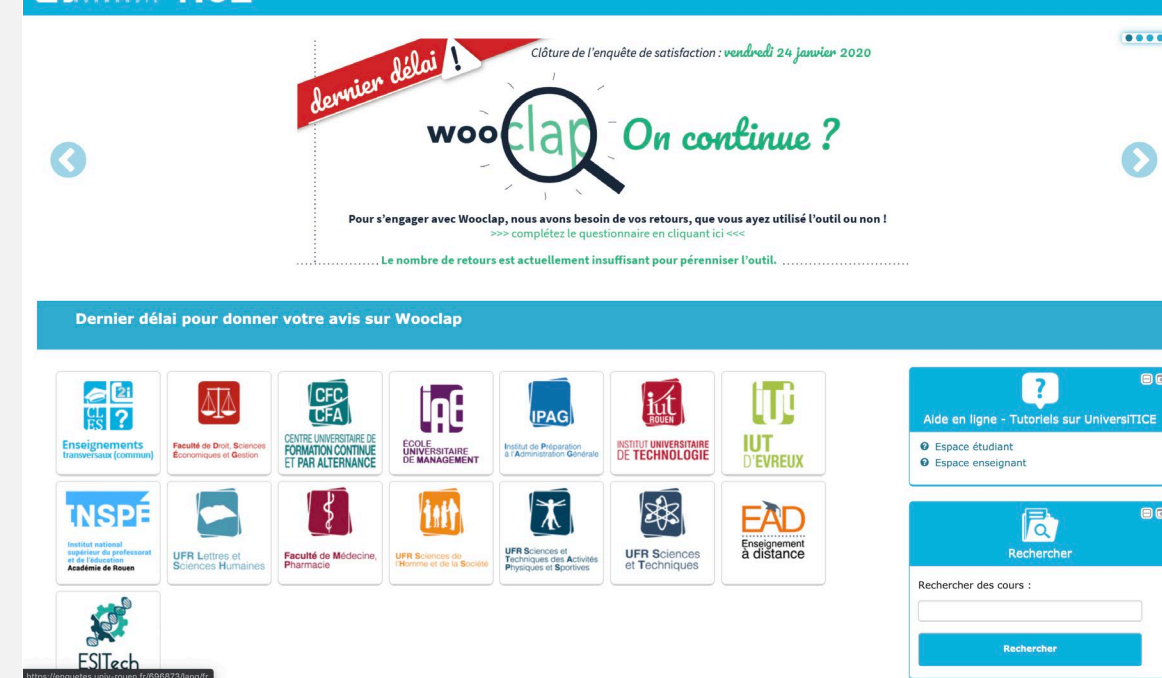 dernier délai !
Clôture de l'enquête de satisfaction : vendredi 24 janvier 2020
wooclap On continue ?
Pour s'engager avec Wooclap, nous avons besoin de vos retours, que vous ayez utilisé l'outil ou non !
>>> complétez le questionnaire en cliquant ici <<<
Le nombre de retours est actuellement insuffisant pour pérenniser l'outil.
Dernier délai pour donner votre avis sur Wooclap
2i
CL
ES ?
Enseignements
transversaux (commun)
Faculté de Droit, Sciences
Économiques et Gestion
CFC
CFA
CENTRE UNIVERSITAIRE DE
FORMATION CONTINUE
ET PAR ALTERNANCE
iAE
ÉCOLE
UNIVERSITAIRE
DE MANAGEMENT
IPAG
Institut de Préparation
à l'Administration Générale
iut
ROUEN
INSTITUT UNIVERSITAIRE
DE TECHNOLOGIE
iUT
IUT
D'EVREUX
INSPÉ
Institut national
supérieur du professorat
et de l'éducation
Académie de Rouen
UFR Lettres et
Sciences Humaines
Faculté de Médecine,
Pharmacie
UFR Sciences de
l'Homme et de la Société
UFR Sciences et
Techniques des Activités
Physiques et Sportives
UFR Sciences
et Techniques
EAD
Enseignement
à distance
ESITech
?
Aide en ligne - Tutoriels sur UniversiTICE
Espace étudiant
Espace enseignant
Rechercher
Rechercher des cours :
Rechercher
https://enquetes.univ-rouen.fr/696873/lang/fr